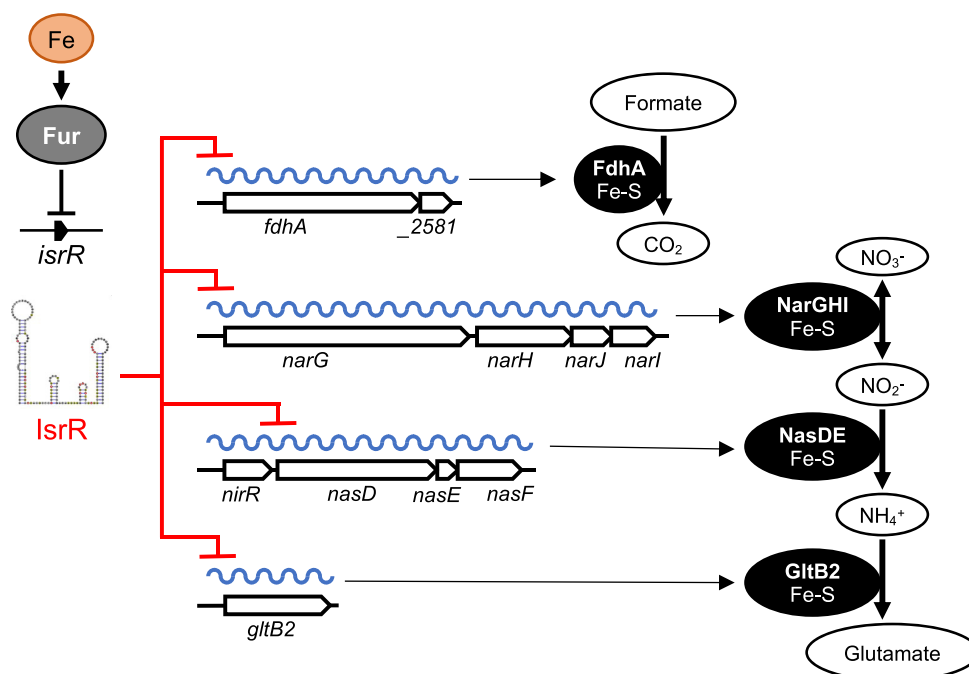 Fe
Fur
isrR
IsrR
Formate
FdhA
Fe-S
CO₂
fdhA
_2581
NO₃-
NarGHI
Fe-S
narG
narH
narJ
narI
NO₂-
NasDE
Fe-S
nirR
nasD
nasE
nasF
NH₄⁺
GltB2
Fe-S
gltB2
Glutamate